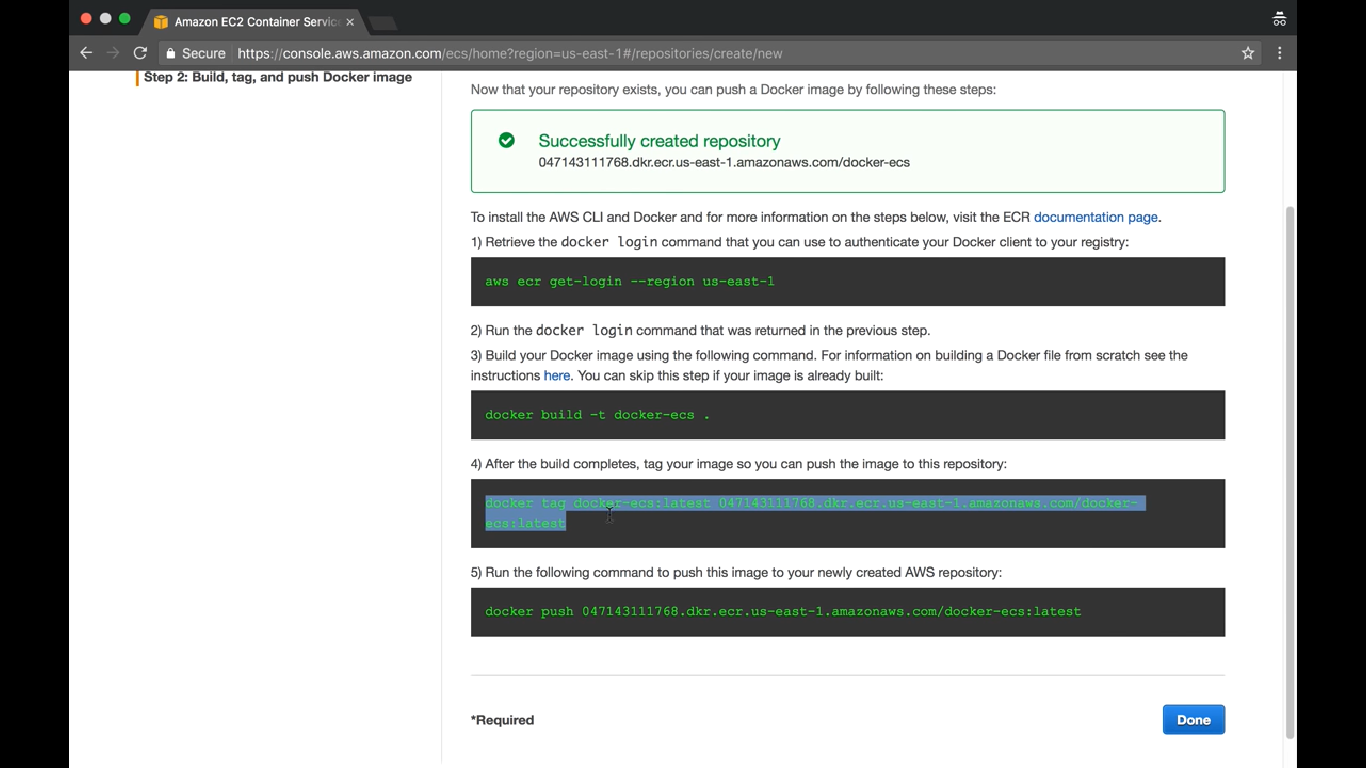 Amazon EC2 Container Servic
Secure https://console.aws.amazon.com/ecs/home?region=us-east-1#/repositories/create/new
Step 2: Build, tag, and push Docker image
Now that your repository exists, you can push a Docker image by following these steps:
Successfully created repository
047143111768.dkr.ecr.us-east-1.amazonaws.com/docker-ecs
To install the AWS CLI and Docker and for more information on the steps below, visit the ECR documentation page.
1) Retrieve the docker login command that you can use to authenticate your Docker client to your registry:
aws ecr get-login --region us-east-1
2) Run the docker login command that was returned in the previous step.
3) Build your Docker image using the following command. For information on building a Docker file from scratch see the
instructions here. You can skip this step if your image is already built:
docker build -t docker-ecs .
4) After the build completes, tag your image so you can push the image to this repository:
docker tag docker-ecs:latest 047143111768.dkr.ecr.us-east-1.amazonaws.com/docker-
ecs:latest
5) Run the following command to push this image to your newly created AWS repository:
docker push 047143111768.dkr.ecr.us-east-1.amazonaws.com/docker-ecs:latest
*Required
Done